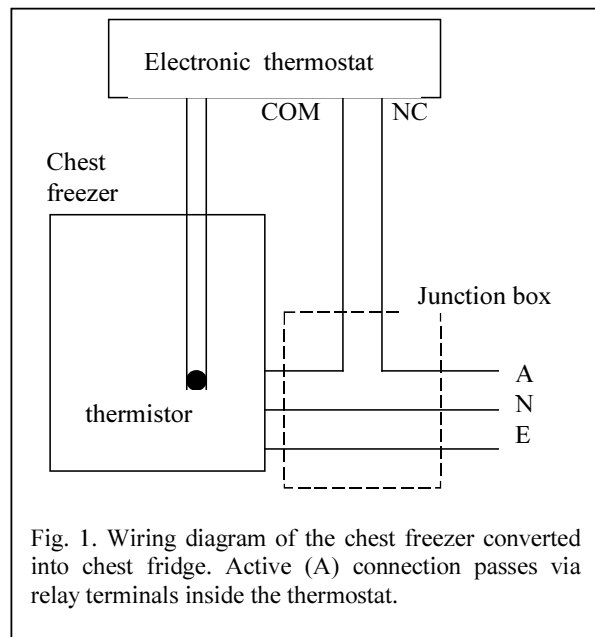 Electronic thermostat
COM NC
Chest
freezer
Junction box
thermistor
A
N
E
Fig. 1. Wiring diagram of the chest freezer converted
into chest fridge. Active (A) connection passes via
relay terminals inside the thermostat.